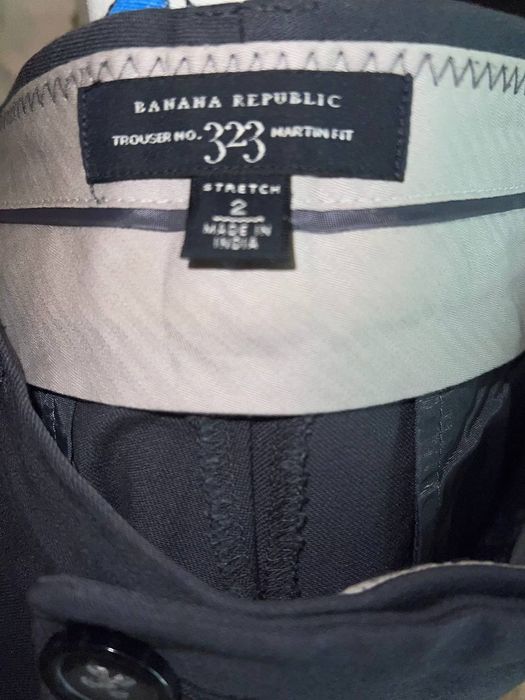 BANANA REPUBLIC
TROUSER NO. 323 MARTIN FIT
STRETCH
2
MADE IN
INDIA